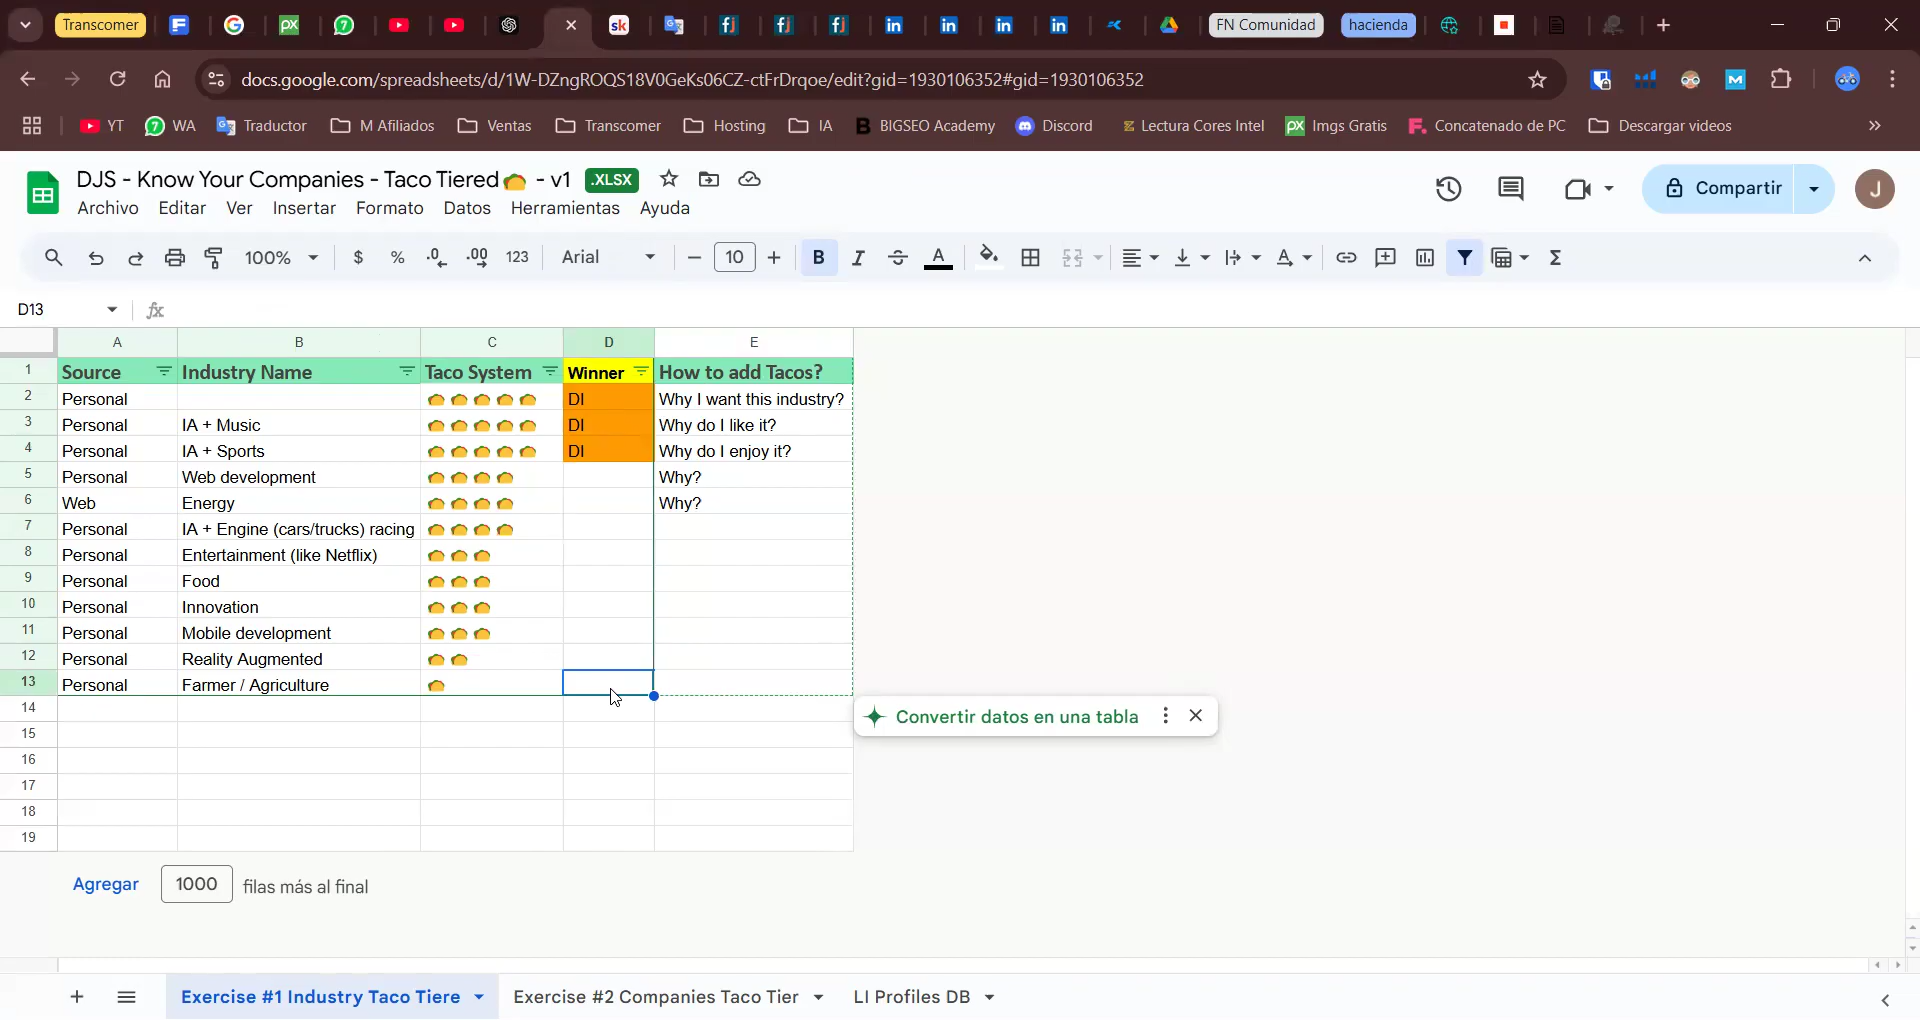 Transcomer
FN Comunidad
hacienda
docs.google.com/spreadsheets/d/1W-DZngROQS18V0GeKs06CZ-ctFrDrqoe/edit?gid=1930106352#gid=1930106352
YT WA Traductor M Afiliados Ventas Transcomer Hosting IA BIGSEO Academy Discord Lectura Cores Intel Imgs Gratis Concatenado de PC Descargar videos
DJS - Know Your Companies - Taco Tiered🌮 - v1 .XLSX
Archivo Editar Ver Insertar Formato Datos Herramientas Ayuda
Compartir J
100% $ % .0 .00 123 Arial 10 B I A Σ
D13 fx
A B C D E
1 Source Industry Name Taco System Winner How to add Tacos?
2 Personal 🌮🌮🌮🌮🌮 DI Why I want this industry?
3 Personal IA + Music 🌮🌮🌮🌮🌮 DI Why do I like it?
4 Personal IA + Sports 🌮🌮🌮🌮🌮 DI Why do I enjoy it?
5 Personal Web development 🌮🌮🌮🌮 Why?
6 Web Energy 🌮🌮🌮🌮 Why?
7 Personal IA + Engine (cars/trucks) racing 🌮🌮🌮🌮
8 Personal Entertainment (like Netflix) 🌮🌮🌮
9 Personal Food 🌮🌮🌮
10 Personal Innovation 🌮🌮🌮
11 Personal Mobile development 🌮🌮🌮
12 Personal Reality Augmented 🌮🌮
13 Personal Farmer / Agriculture 🌮
14
Convertir datos en una tabla
15
16
17
18
19
Agregar 1000 filas más al final
Exercise #1 Industry Taco Tiere Exercise #2 Companies Taco Tier LI Profiles DB